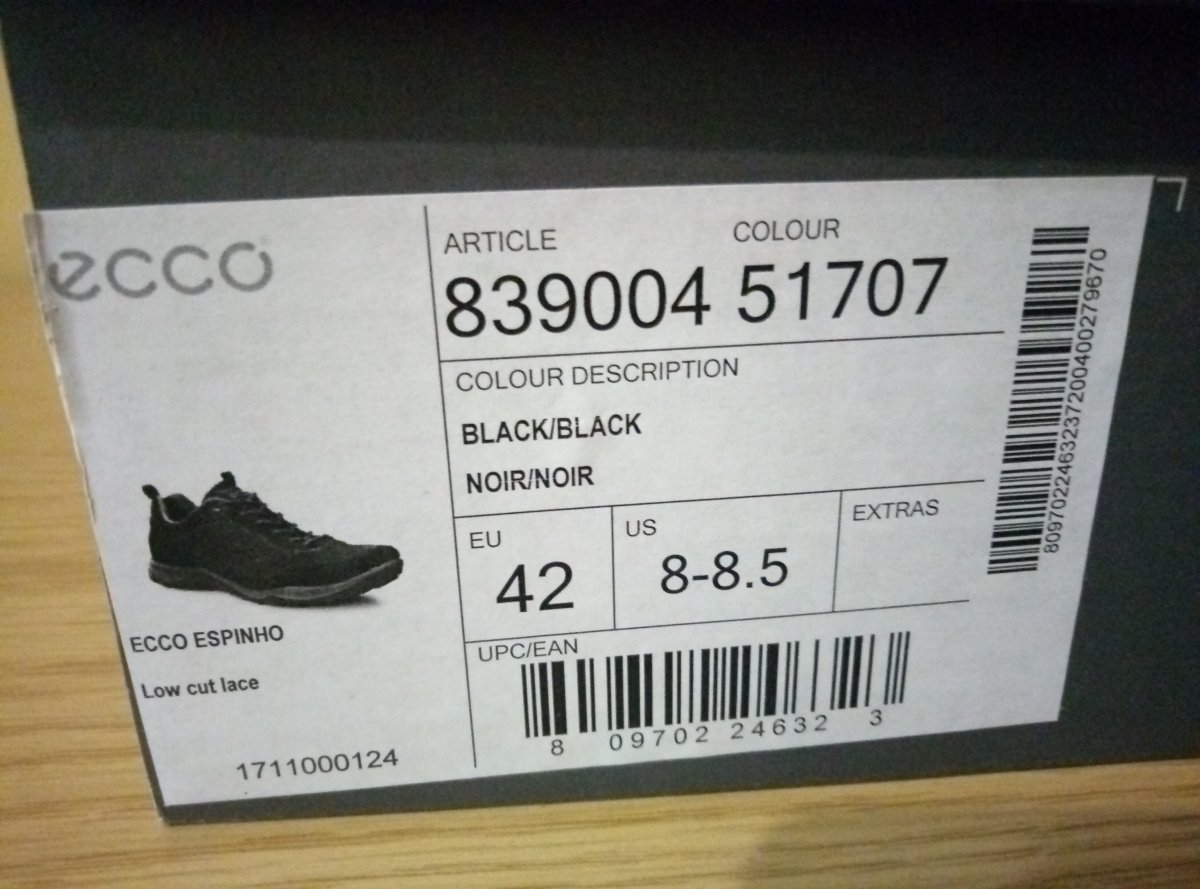 ecco
ARTICLE
COLOUR
839004 51707
COLOUR DESCRIPTION
BLACK/BLACK
NOIR/NOIR
EU
42
US
8-8.5
EXTRAS
UPC/EAN
8 09702 24632 3
ECCO ESPINHO
Low cut lace
1711000124
8097022463237200400279670